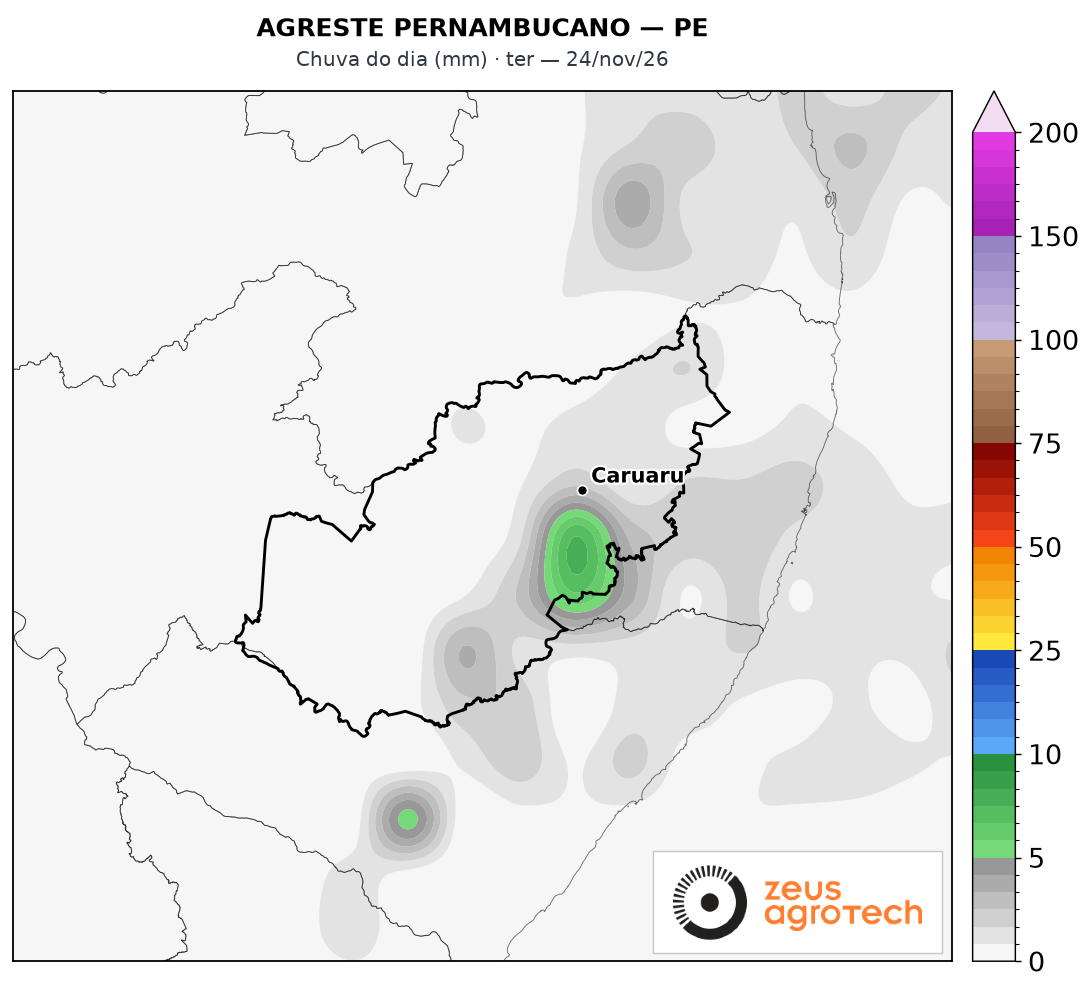 AGRESTE PERNAMBUCANO — PE
Chuva do dia (mm) · ter — 24/nov/26
200
150
100
75
50
25
10
5
0
Caruaru
zeus
agrotech